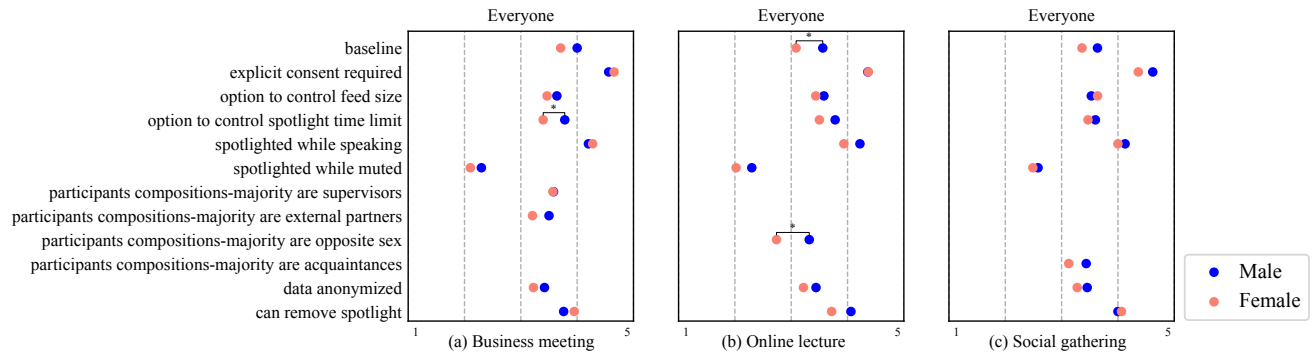 Everyone
Everyone
Everyone
baseline
*
explicit consent required
option to control feed size
option to control spotlight time limit
*
spotlighted while speaking
spotlighted while muted
participants compositions-majority are supervisors
participants compositions-majority are external partners
participants compositions-majority are opposite sex
*
participants compositions-majority are acquaintances
data anonymized
can remove spotlight
Male
Female
1
5
1
5
1
5
(a) Business meeting
(b) Online lecture
(c) Social gathering